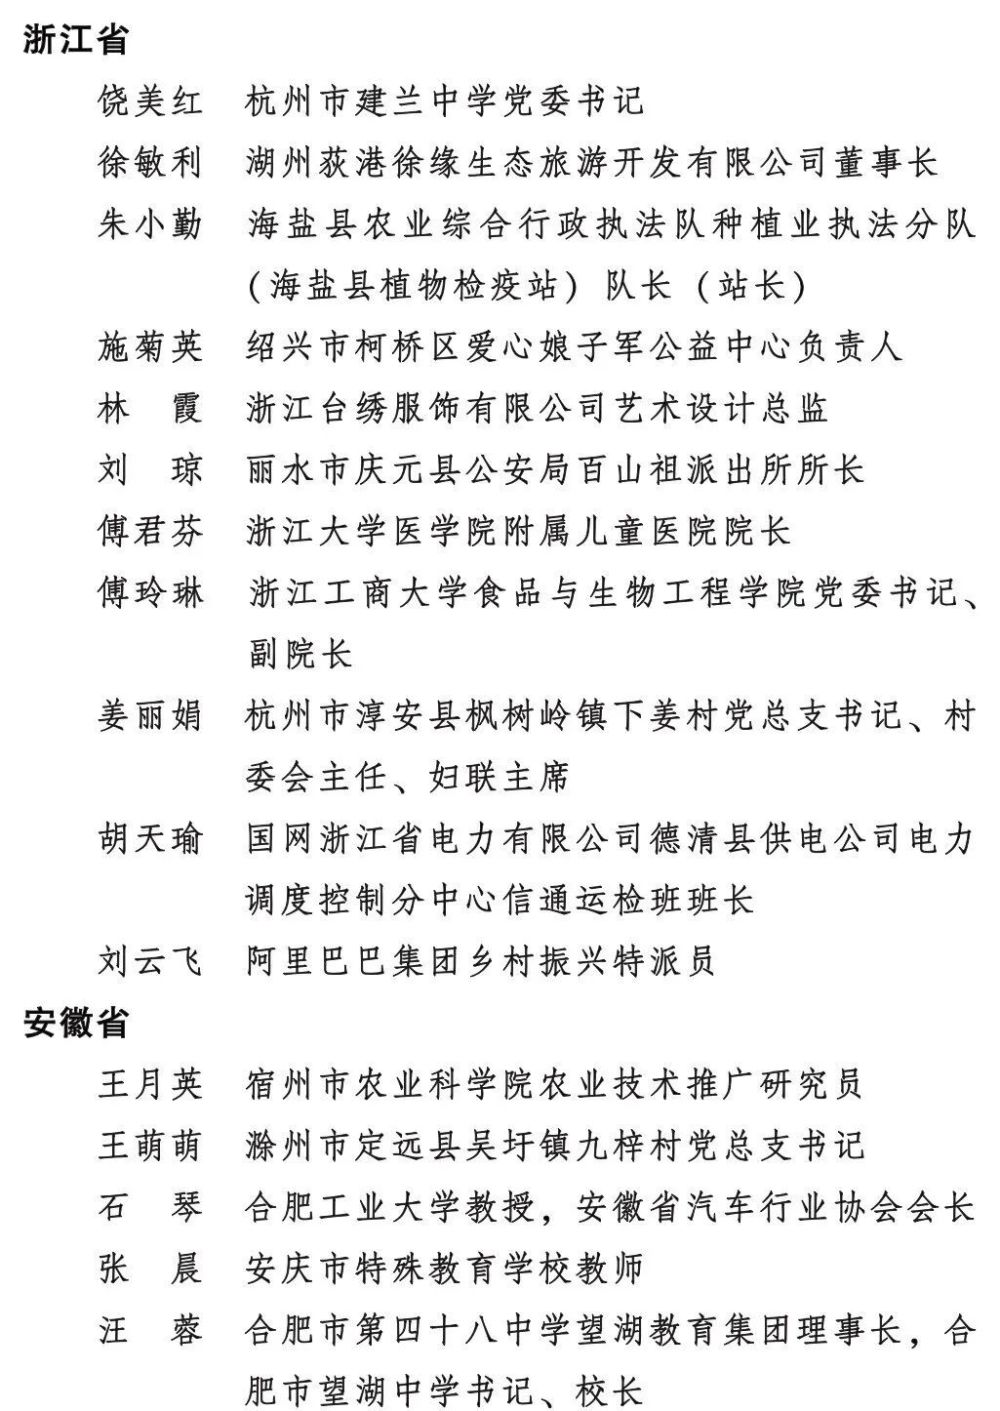 浙江省
饶美红 杭州市建兰中学党委书记
徐敏利 湖州荻港徐缘生态旅游开发有限公司董事长
朱小勤 海盐县农业综合行政执法队种植业执法分队
（海盐县植物检疫站）队长（站长）
施菊英 绍兴市柯桥区爱心娘子军公益中心负责人
林 霞 浙江台绣服饰有限公司艺术设计总监
刘 琼 丽水市庆元县公安局百山祖派出所所长
傅君芬 浙江大学医学院附属儿童医院院长
傅玲琳 浙江工商大学食品与生物工程学院党委书记、
副院长
姜丽娟 杭州市淳安县枫树岭镇下姜村党总支书记、村
委会主任、妇联主席
胡天瑜 国网浙江省电力有限公司德清县供电公司电力
调度控制分中心信通运检班班长
刘云飞 阿里巴巴集团乡村振兴特派员
安徽省
王月英 宿州市农业科学院农业技术推广研究员
王萌萌 滁州市定远县吴圩镇九梓村党总支书记
石 琴 合肥工业大学教授，安徽省汽车行业协会会长
张 晨 安庆市特殊教育学校教师
汪 蓉 合肥市第四十八中学望湖教育集团理事长，合
肥市望湖中学书记、校长